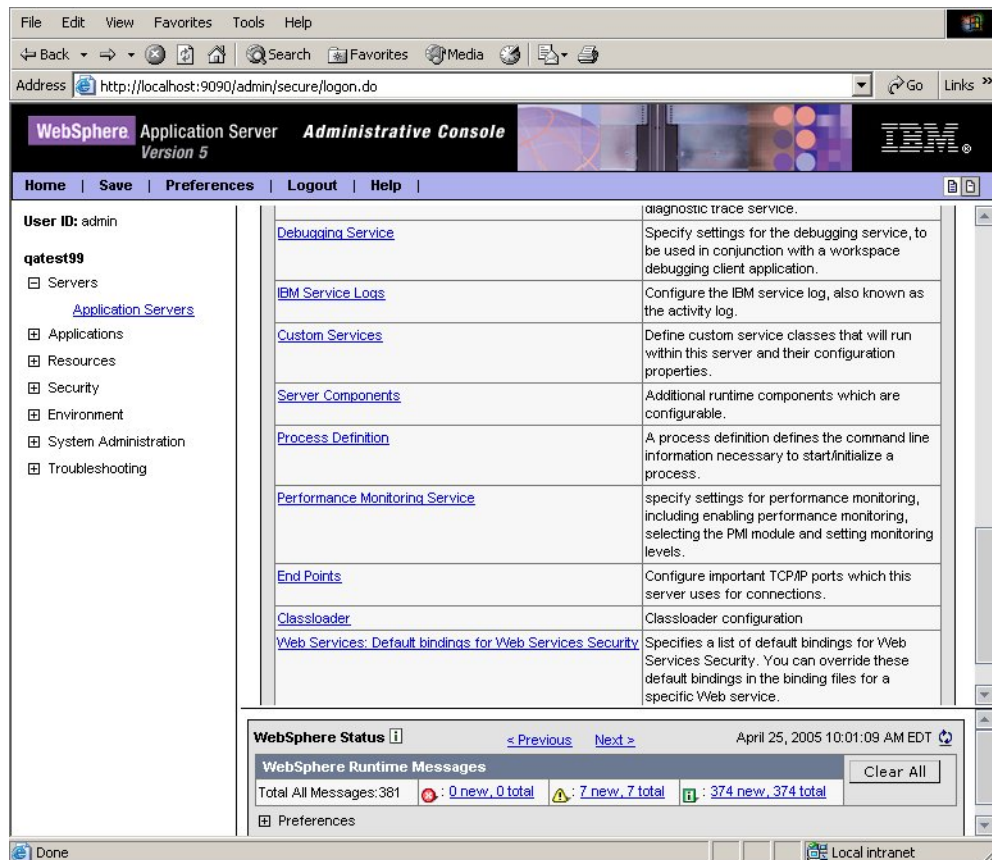 File Edit View Favorites Tools Help
Back Search Favorites Media
Address http://localhost:9090/admin/secure/logon.do Go Links »
WebSphere Application Server Administrative Console
Version 5
IBM®
Home | Save | Preferences | Logout | Help |
User ID: admin
qatest99
Servers
Application Servers
Applications
Resources
Security
Environment
System Administration
Troubleshooting
diagnostic trace service.
Debugging Service
Specify settings for the debugging service, to
be used in conjunction with a workspace
debugging client application.
IBM Service Logs
Configure the IBM service log, also known as
the activity log.
Custom Services
Define custom service classes that will run
within this server and their configuration
properties.
Server Components
Additional runtime components which are
configurable.
Process Definition
A process definition defines the command line
information necessary to start/initialize a
process.
Performance Monitoring Service
specify settings for performance monitoring,
including enabling performance monitoring,
selecting the PMI module and setting monitoring
levels.
End Points
Configure important TCP/IP ports which this
server uses for connections.
Classloader
Classloader configuration
Web Services: Default bindings for Web Services Security
Specifies a list of default bindings for Web
Services Security. You can override these
default bindings in the binding files for a
specific Web service.
WebSphere Status i < Previous Next > April 25, 2005 10:01:09 AM EDT
WebSphere Runtime Messages
Clear All
Total All Messages:381 : 0 new, 0 total : 7 new, 7 total : 374 new, 374 total
Preferences
Done Local intranet